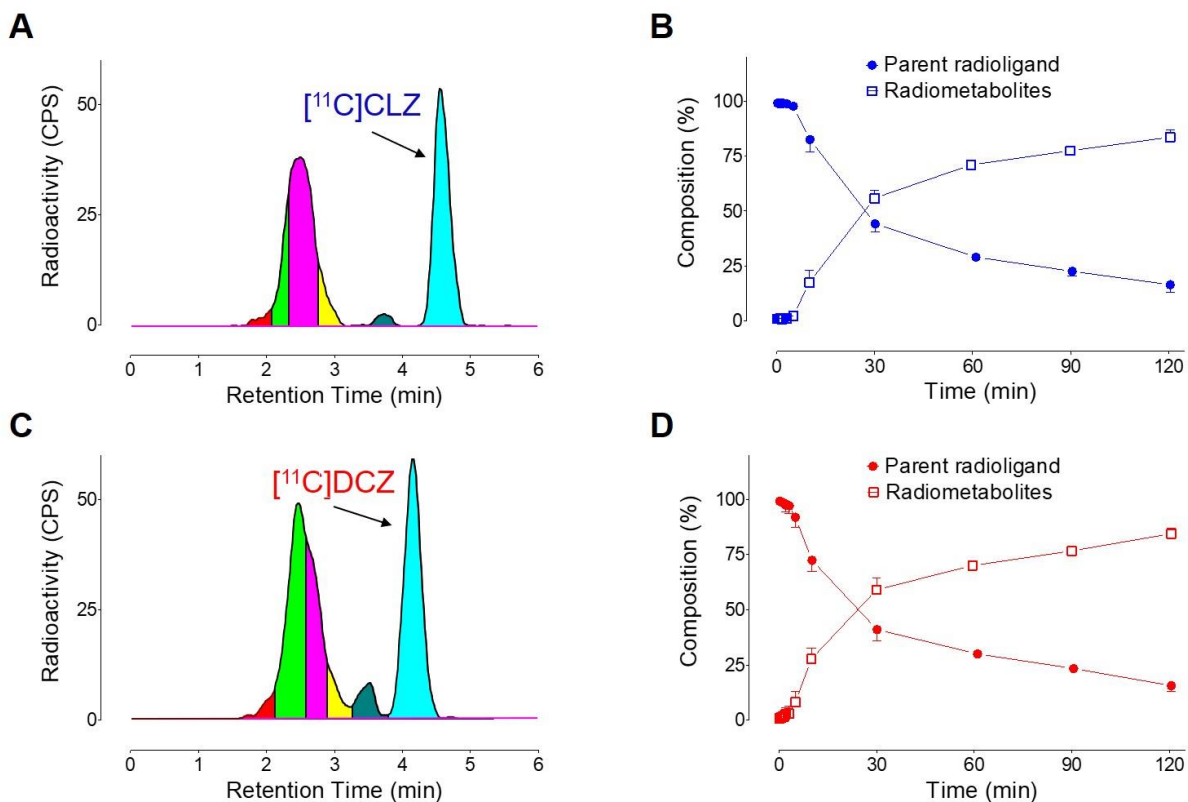 A
Radioactivity (CPS)
50
25
0
[¹¹C]CLZ
0 1 2 3 4 5 6
Retention Time (min)
B
Composition (%)
100
75
50
25
0
Parent radioligand
Radiometabolites
0 30 60 90 120
Time (min)
C
Radioactivity (CPS)
50
25
0
[¹¹C]DCZ
0 1 2 3 4 5 6
Retention Time (min)
D
Composition (%)
100
75
50
25
0
Parent radioligand
Radiometabolites
0 30 60 90 120
Time (min)